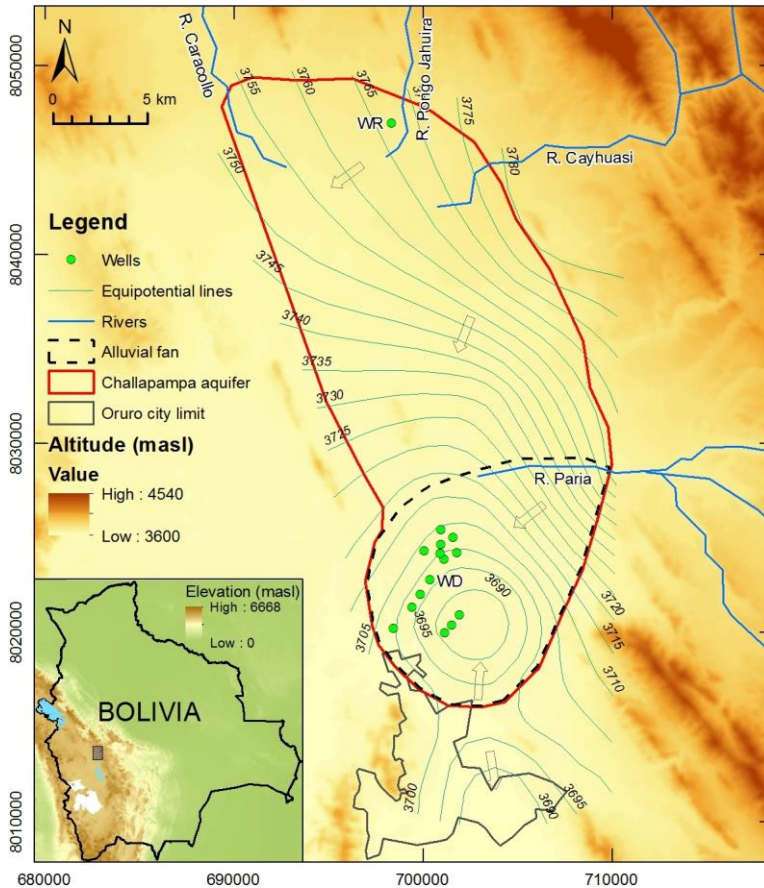 8050000
8040000
8030000
8020000
8010000
680000
690000
700000
710000
N
0
5 km
R. Caracollo
R. Pongo Jahuira
R. Cayhuasi
R. Paria
WR
WD
3755
3760
3765
3775
3780
3750
3745
3740
3735
3730
3725
3720
3715
3710
3705
3695
3690
3700
3690
3695
Legend
Wells
Equipotential lines
Rivers
Alluvial fan
Challapampa aquifer
Oruro city limit
Altitude (masl)
Value
High : 4540
Low : 3600
Elevation (masl)
High : 6668
Low : 0
BOLIVIA